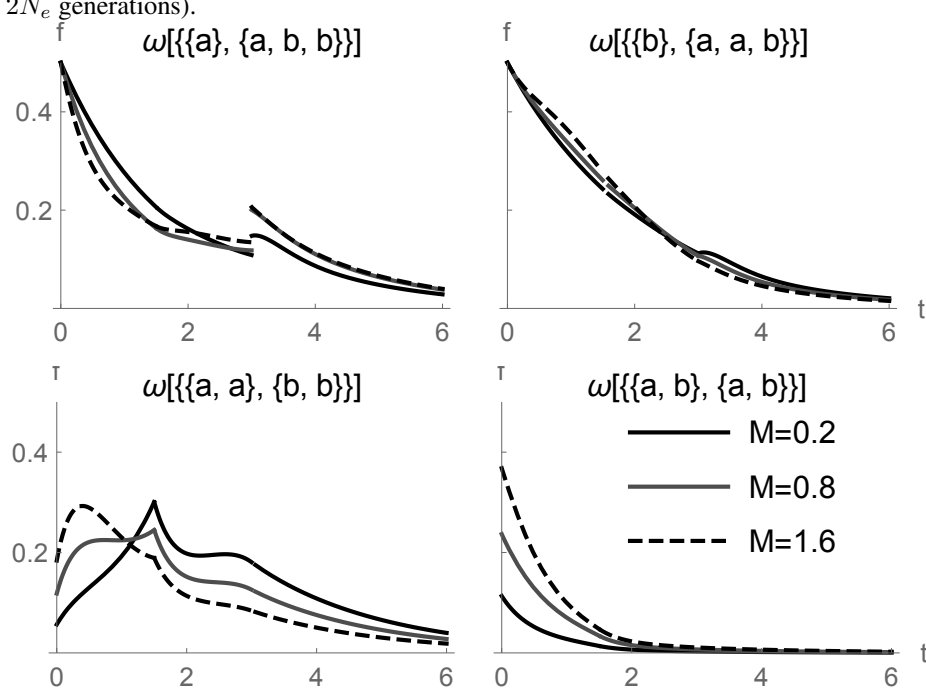 2Nₑ generations).
f
ω[{{a}, {a, b, b}}]
0.4
0.2
0 2 4 6
f
ω[{{b}, {a, a, b}}]
0 2 4 6 t
ω[{{a, a}, {b, b}}]
0.4
0.2
0 2 4 6
ω[{{a, b}, {a, b}}]
M=0.2
M=0.8
M=1.6
0 2 4 6 t